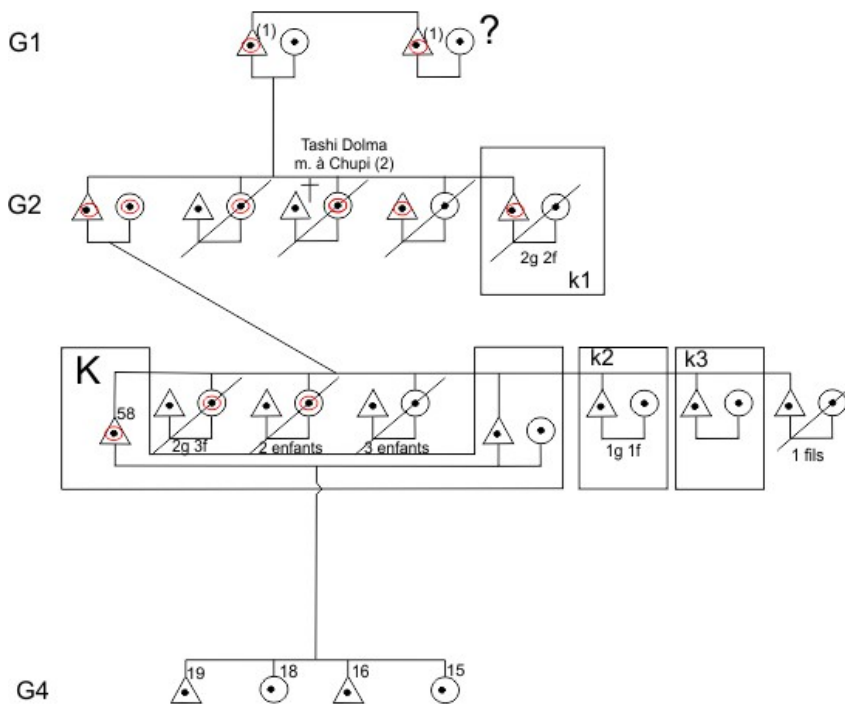 G1
(1)
(1)
?
Tashi Dolma
m. à Chupi (2)
G2
2g 2f
k1
K
k2
k3
58
2g 3f
2 enfants
3 enfants
1g 1f
1 fils
19
18
16
15
G4